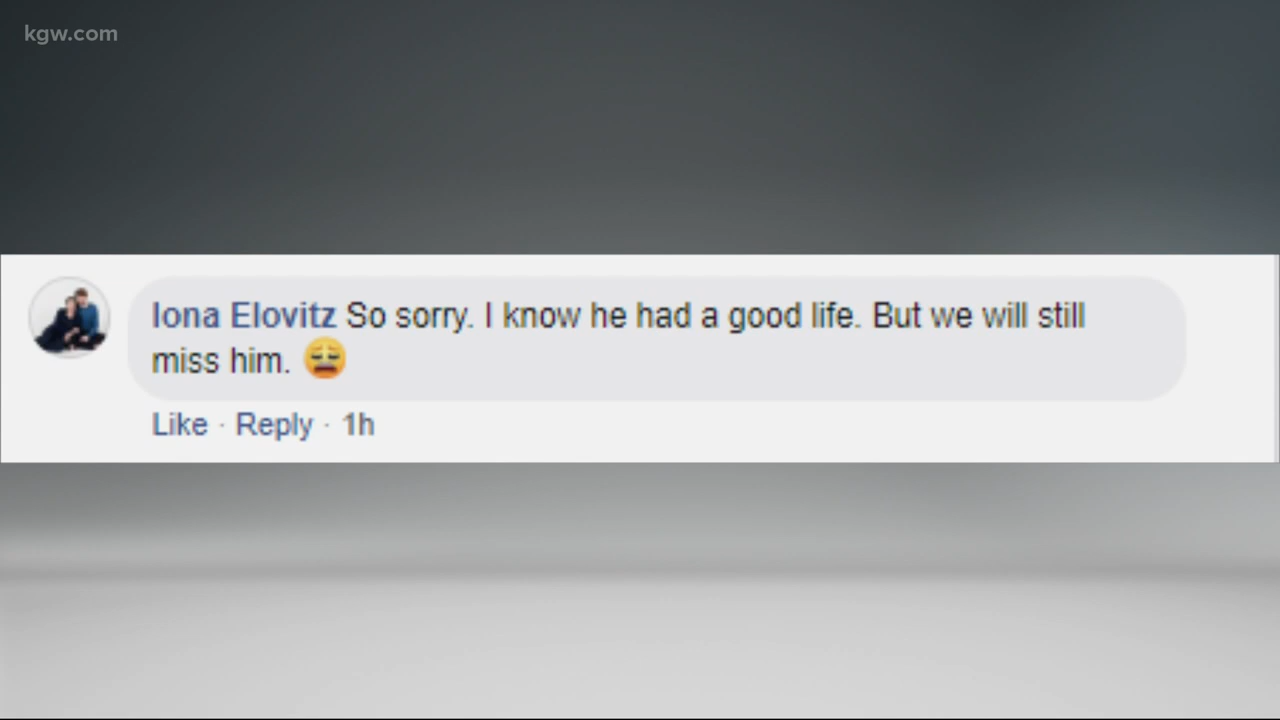 kgw.com
Iona Elovitz So sorry. I know he had a good life. But we will still
miss him. 😩
Like · Reply · 1h